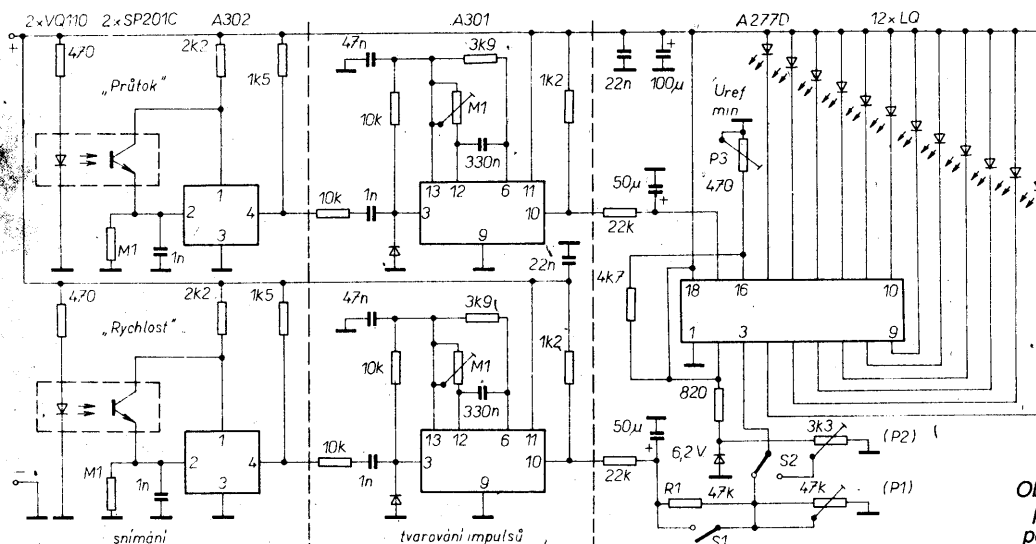 2×VQ110 2×SP201C A302 A301 A277D 12×LQ
+
470
2k2
1k5
„Průtok"
1
2 4
3
M1
1n
47n
3k9
10k
M1
330n
13 12 6 11
10k
1n
3 10
9
1k2
22n
22n
100μ
+
Uref
min
P3
470
50μ
+
22k
4k7
18 16 10
1 3 9
470
2k2
1k5
„Rychlost"
1
2 4
3
M1
1n
–
47n
3k9
10k
M1
330n
13 12 6 11
10k
1n
3 10
9
1k2
50μ
+
22k
820
6,2 V
S2
3k3
(P2)
R1
47k
47k
(P1)
S1
snímání
tvarování impulsů